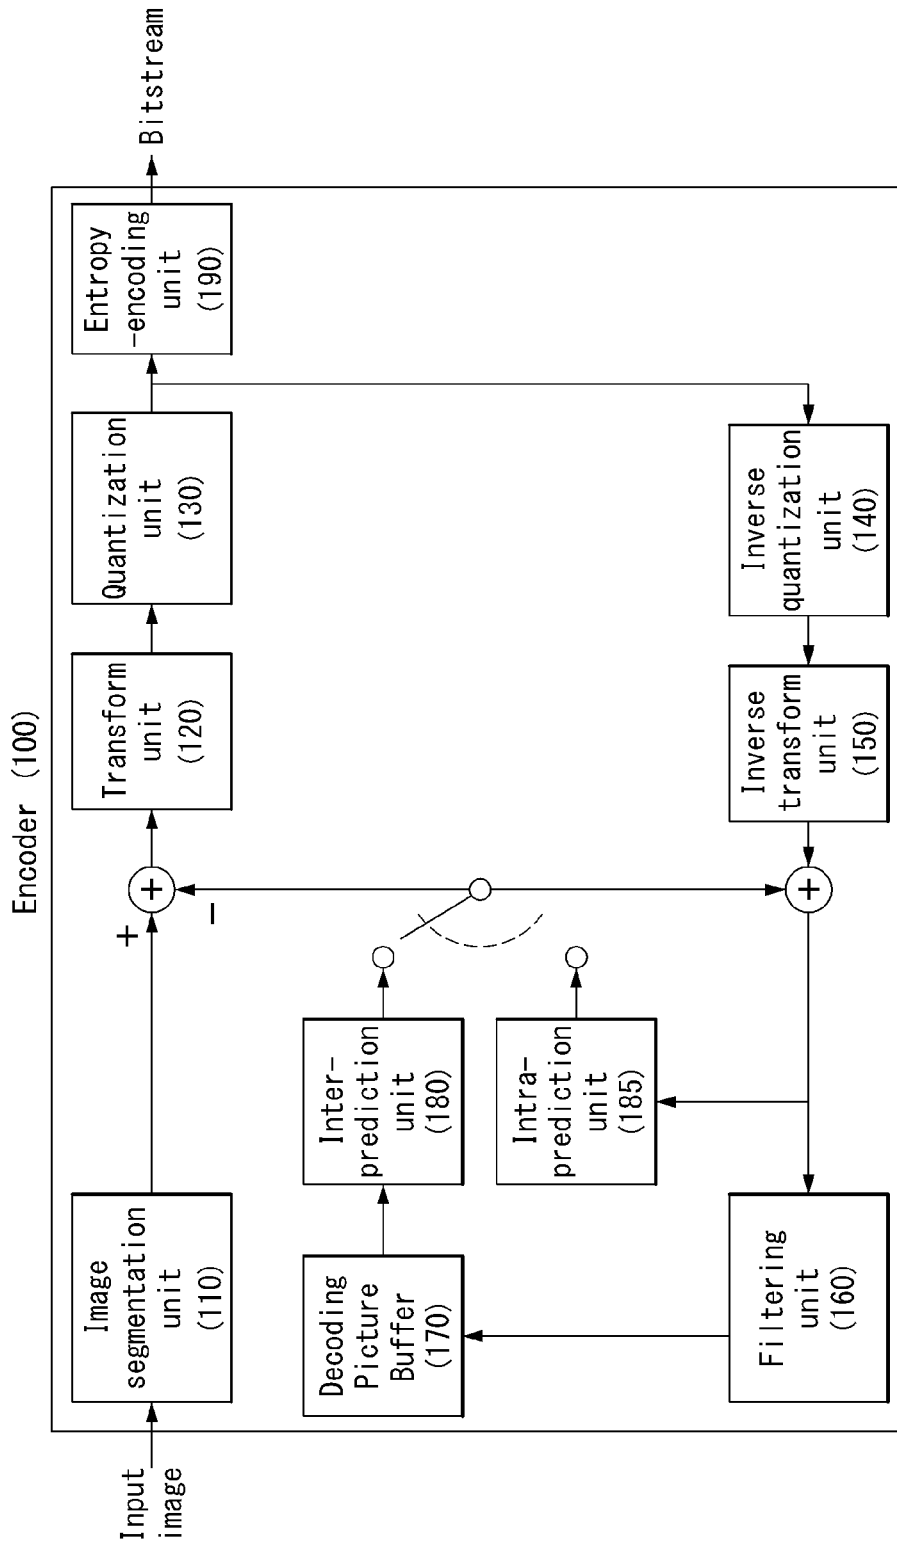 Encoder (100)
Input
image
Image
segmentation
unit
(110)
+
−
+
Transform
unit
(120)
Quantization
unit
(130)
Entropy
-encoding
unit
(190)
Bitstream
Decoding
Picture
Buffer
(170)
Inter-
prediction
unit
(180)
Intra-
prediction
unit
(185)
Filtering
unit
(160)
+
Inverse
transform
unit
(150)
Inverse
quantization
unit
(140)